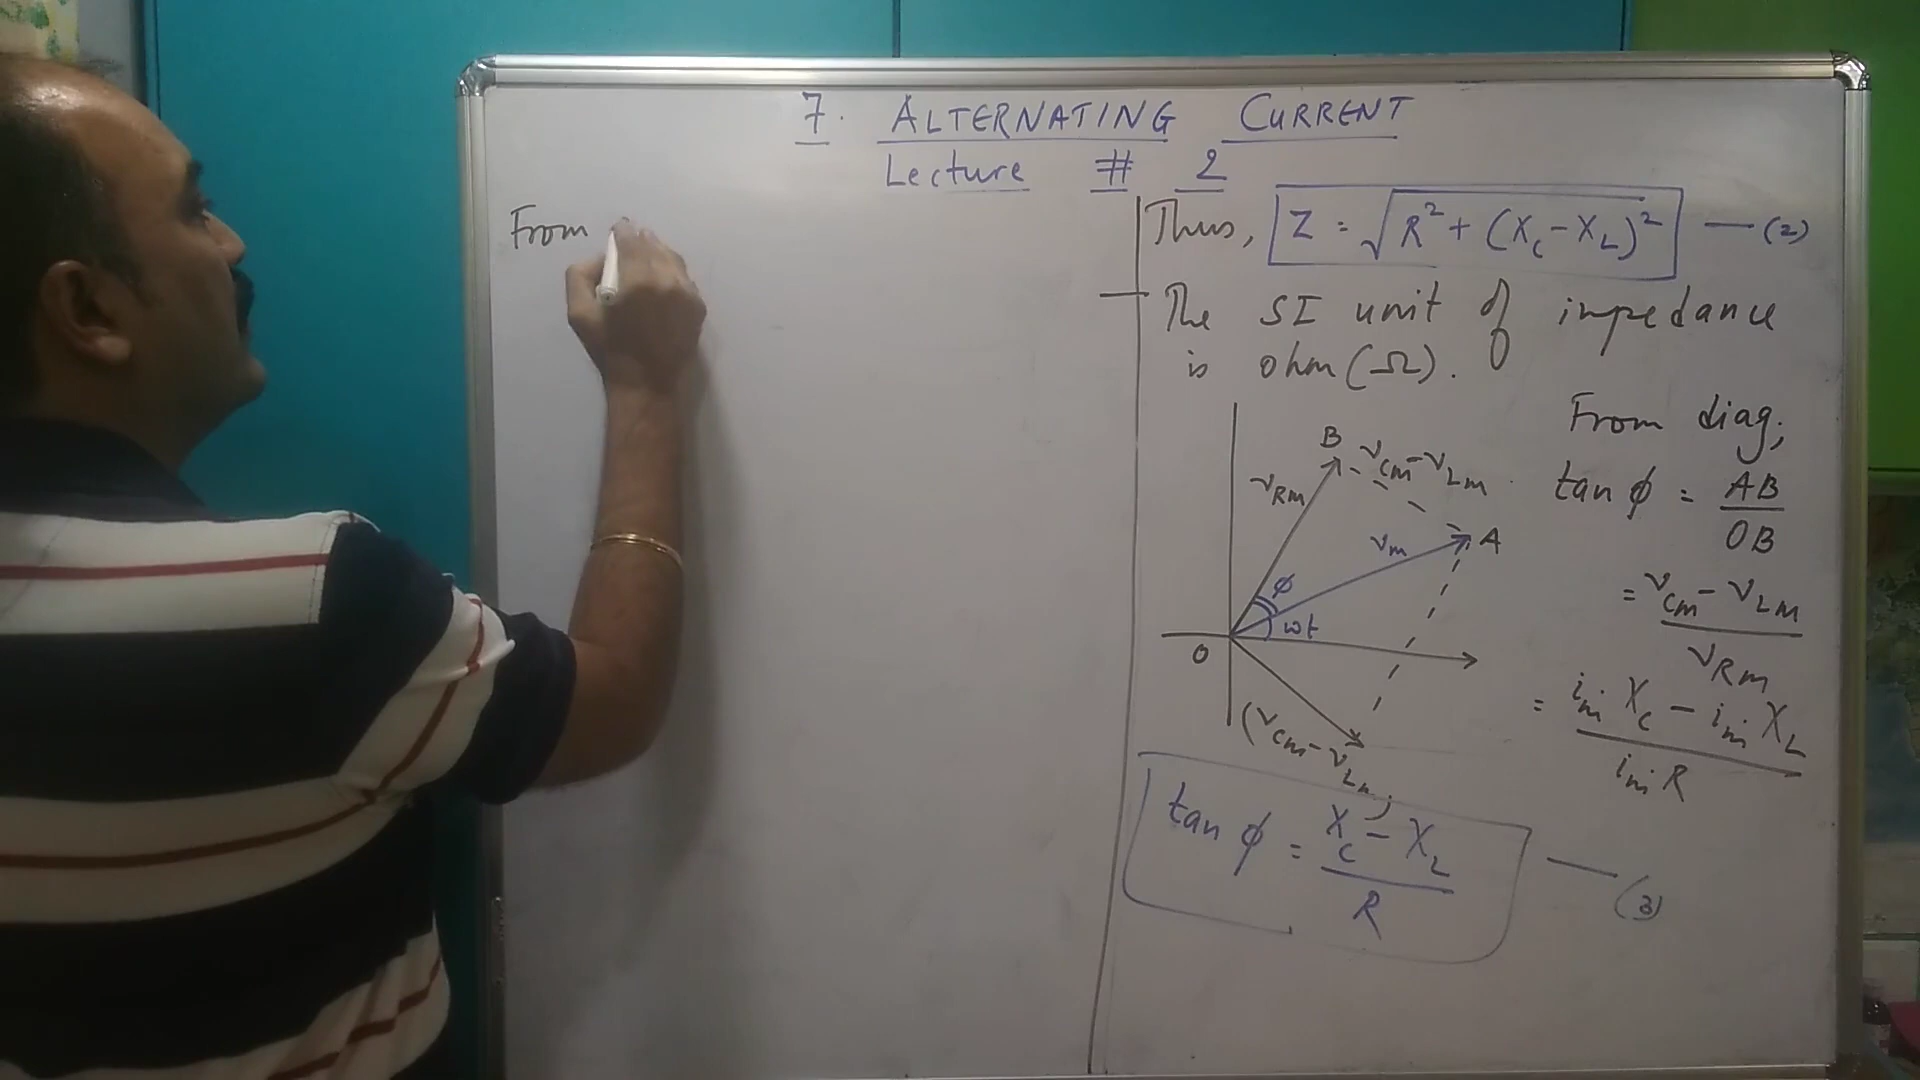 7. ALTERNATING CURRENT
Lecture # 2
From
Thus, Z = √R² + (X_C - X_L)² — (2)
The SI unit of impedance
is ohm (Ω).
From diag;
tan ϕ = AB / OB
= v_Cm - v_Lm / v_Rm
= i_m X_C - i_m X_L / i_m R
B v_Cm - v_Lm
v_Rm
v_m A
ϕ
ωt
O
(v_Cm - v_Lm)
tan ϕ = X_C - X_L / R — (3)